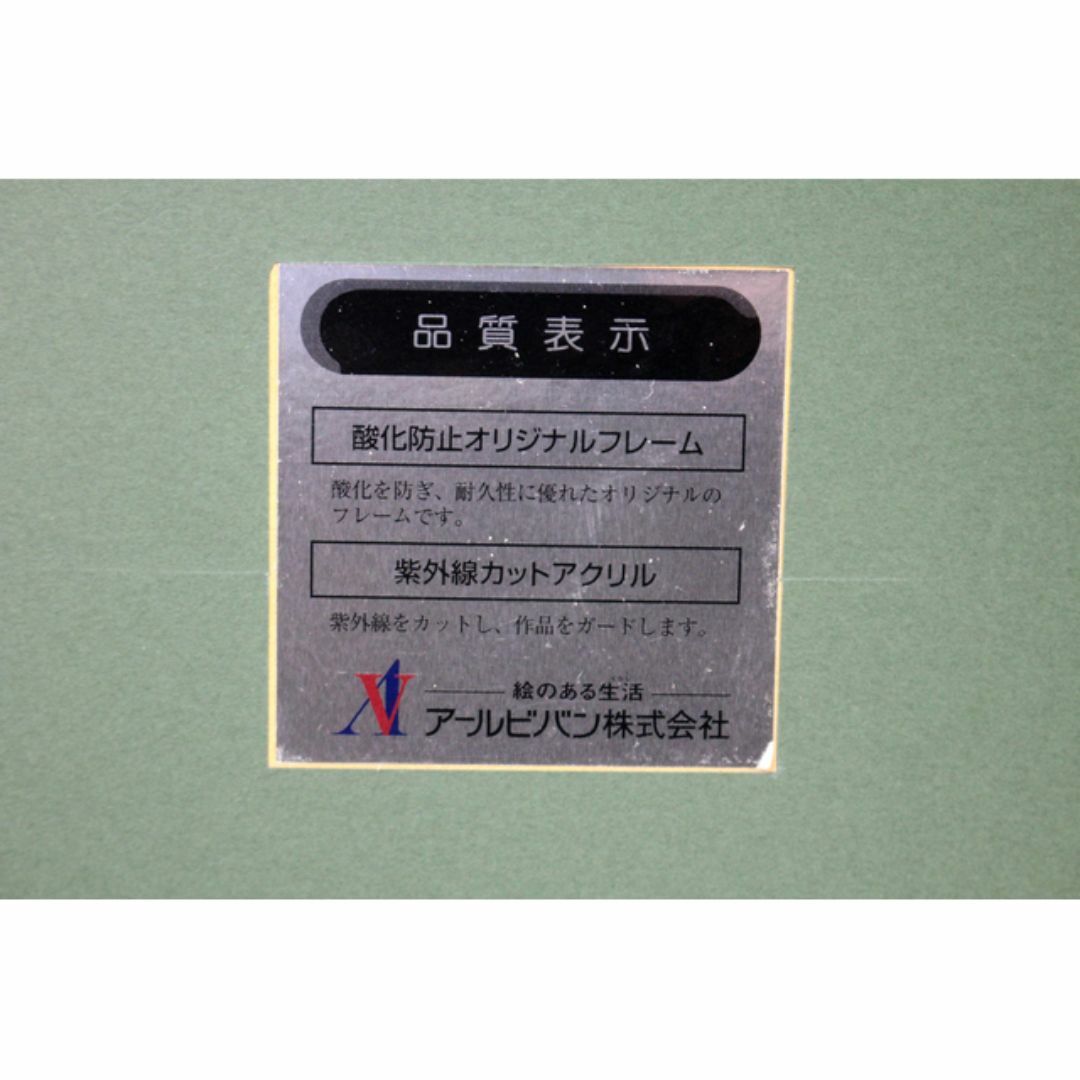 品質表示
酸化防止オリジナルフレーム
酸化を防ぎ、耐久性に優れたオリジナルの
フレームです。
紫外線カットアクリル
紫外線をカットし、作品をガードします。
絵のある生活
アールビバン株式会社